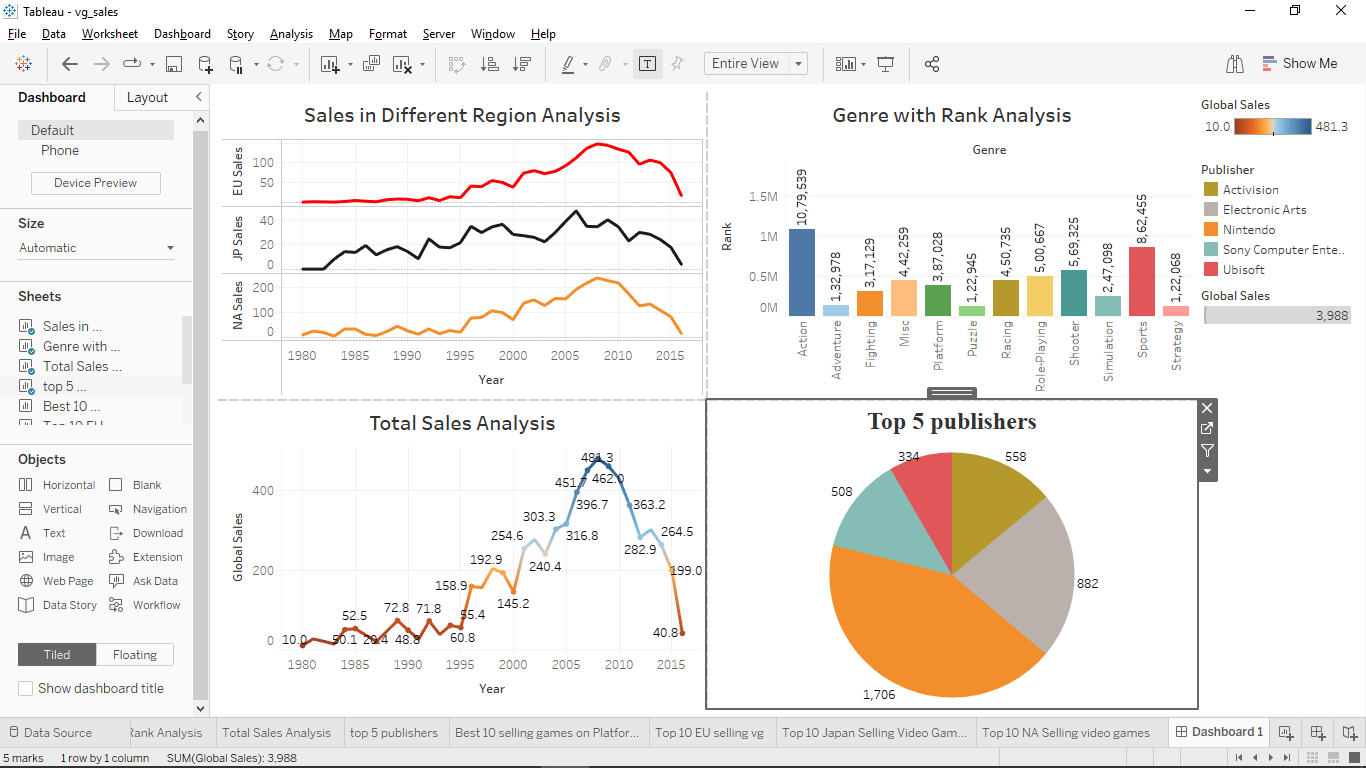 Tableau - vg_sales
File Data Worksheet Dashboard Story Analysis Map Format Server Window Help
Entire View
Show Me
Dashboard Layout
Default
Phone
Device Preview
Size
Automatic
Sheets
Sales in ...
Genre with ...
Total Sales ...
top 5 ...
Best 10 ...
Objects
Horizontal Blank
Vertical Navigation
Text Download
Image Extension
Web Page Ask Data
Data Story Workflow
Tiled Floating
Show dashboard title
Sales in Different Region Analysis
EU Sales
100
50
JP Sales
40
20
0
NA Sales
200
100
0
1980 1985 1990 1995 2000 2005 2010 2015
Year
Genre with Rank Analysis
Genre
Rank
1.5M
1M
0.5M
0M
10,79,539
1,32,978
3,17,129
4,42,259
3,87,028
1,22,945
4,50,735
5,00,667
5,69,325
2,47,098
8,62,455
1,22,068
Action
Adventure
Fighting
Misc
Platform
Puzzle
Racing
Role-Playing
Shooter
Simulation
Sports
Strategy
Global Sales
10.0 481.3
Publisher
Activision
Electronic Arts
Nintendo
Sony Computer Ente..
Ubisoft
Global Sales
3,988
Total Sales Analysis
Global Sales
400
200
0
10.0
52.5
50.1
20.4
72.8
48.8
71.8
55.4
60.8
158.9
192.9
145.2
254.6
240.4
303.3
316.8
451.7
396.7
481.3
462.0
363.2
282.9
264.5
199.0
40.8
1980 1985 1990 1995 2000 2005 2010 2015
Year
Top 5 publishers
334
558
508
882
1,706
Data Source
Rank Analysis
Total Sales Analysis
top 5 publishers
Best 10 selling games on Platfor...
Top 10 EU selling vg
Top 10 Japan Selling Video Gam...
Top 10 NA Selling video games
Dashboard 1
5 marks 1 row by 1 column SUM(Global Sales): 3,988